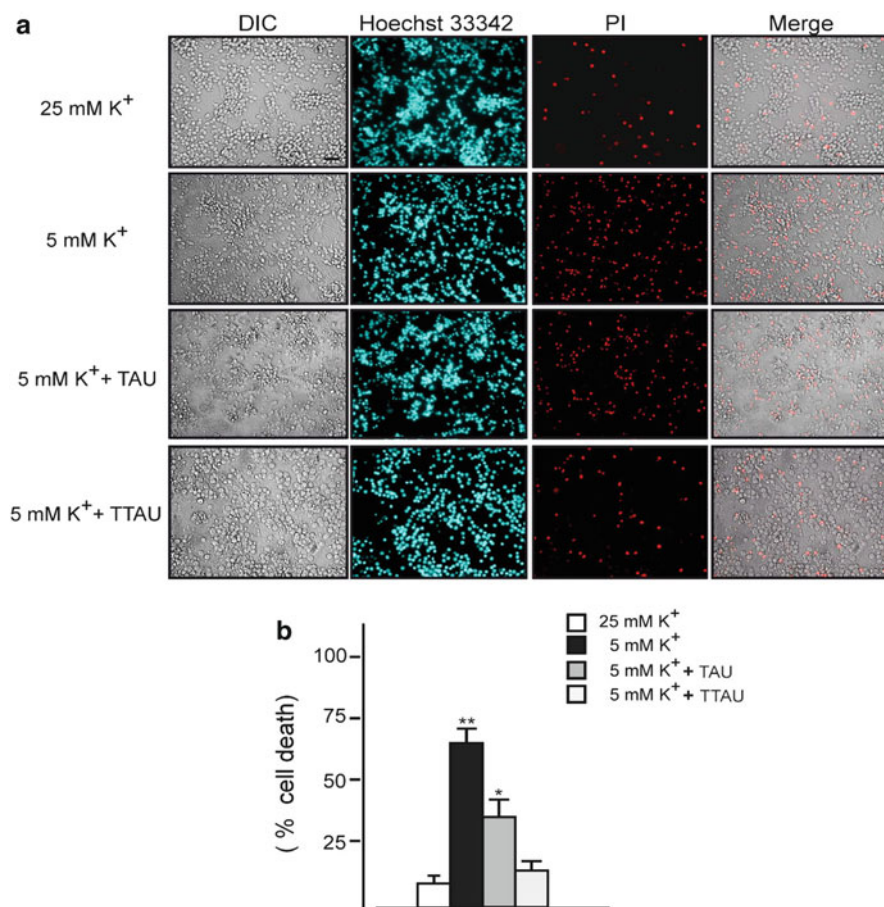 a
DIC Hoechst 33342 PI Merge
25 mM K⁺
5 mM K⁺
5 mM K⁺ + TAU
5 mM K⁺ + TTAU
b
( % cell death)
100
75
50
25
**
*
25 mM K⁺
5 mM K⁺
5 mM K⁺ + TAU
5 mM K⁺ + TTAU